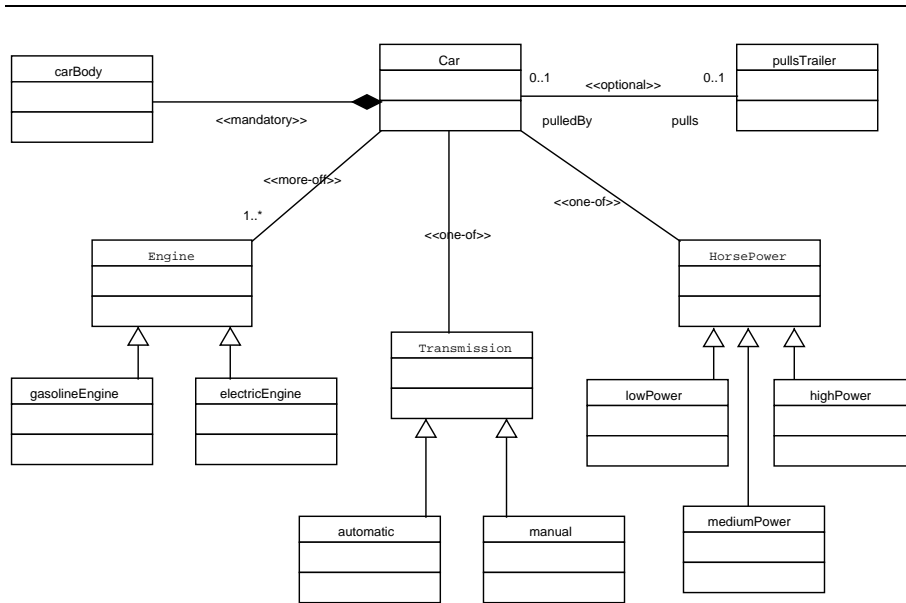 Car
pullsTrailer
carBody
0..1
0..1
<<optional>>
<<mandatory>>
pulledBy
pulls
<<more-off>>
<<one-of>>
1..*
<<one-of>>
Engine
HorsePower
Transmission
gasolineEngine
electricEngine
lowPower
highPower
automatic
manual
mediumPower